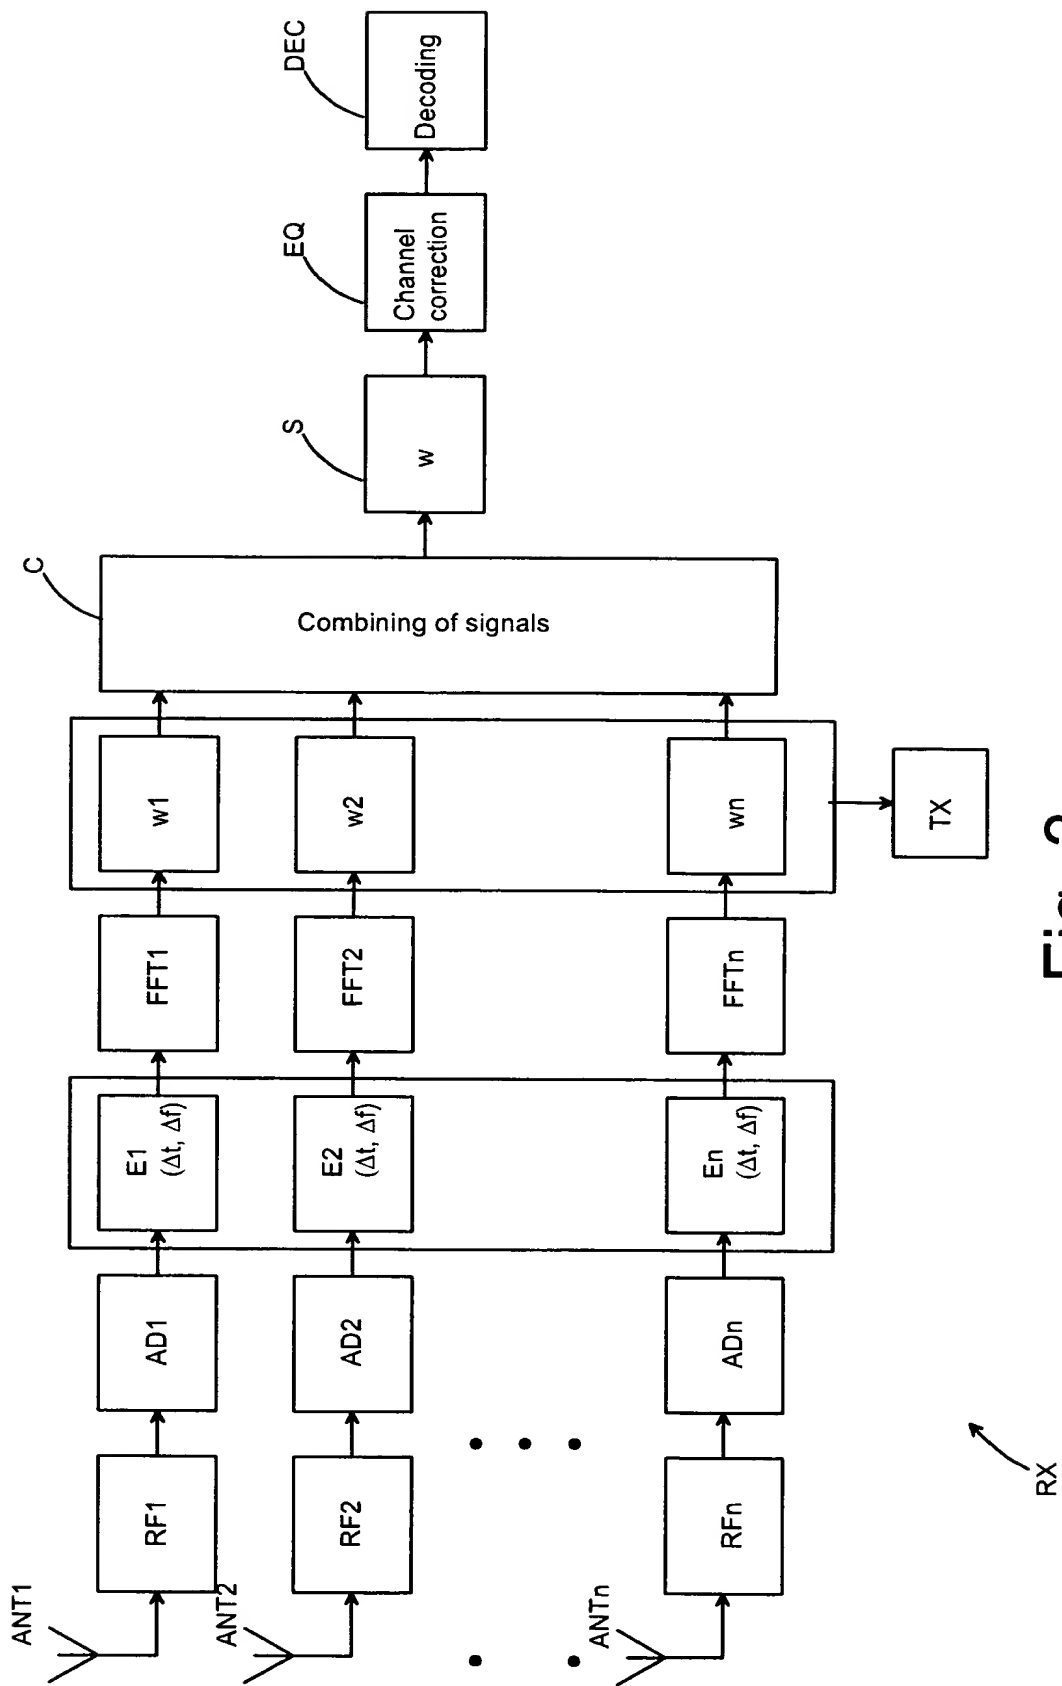 ANT1
RF1
AD1
E1
(Δt, Δf)
FFT1
w1
ANT2
RF2
AD2
E2
(Δt, Δf)
FFT2
w2
ANTn
RFn
ADn
En
(Δt, Δf)
FFTn
wn
C
Combining of signals
S
w
EQ
Channel
correction
DEC
Decoding
TX
RX